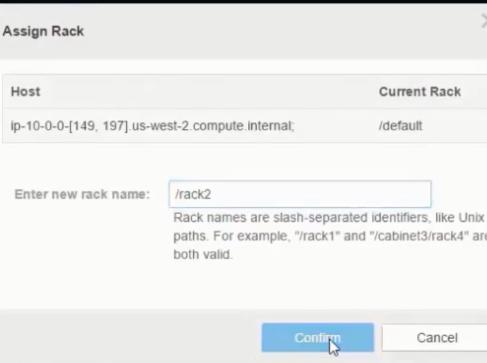 Assign Rack
Host Current Rack
ip-10-0-0-[149, 197].us-west-2.compute.internal; /default
Enter new rack name: /rack2
Rack names are slash-separated identifiers, like Unix
paths. For example, "/rack1" and "/cabinet3/rack4" are
both valid.
Confirm Cancel